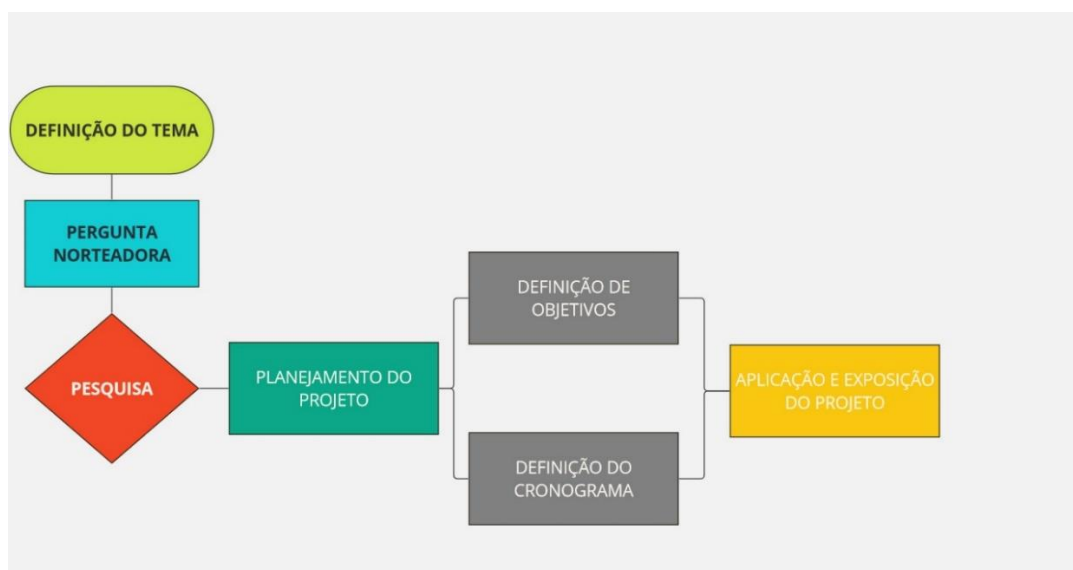 DEFINIÇÃO DO TEMA
PERGUNTA
NORTEADORA
PESQUISA
PLANEJAMENTO DO
PROJETO
DEFINIÇÃO DE
OBJETIVOS
DEFINIÇÃO DO
CRONOGRAMA
APLICAÇÃO E EXPOSIÇÃO
DO PROJETO